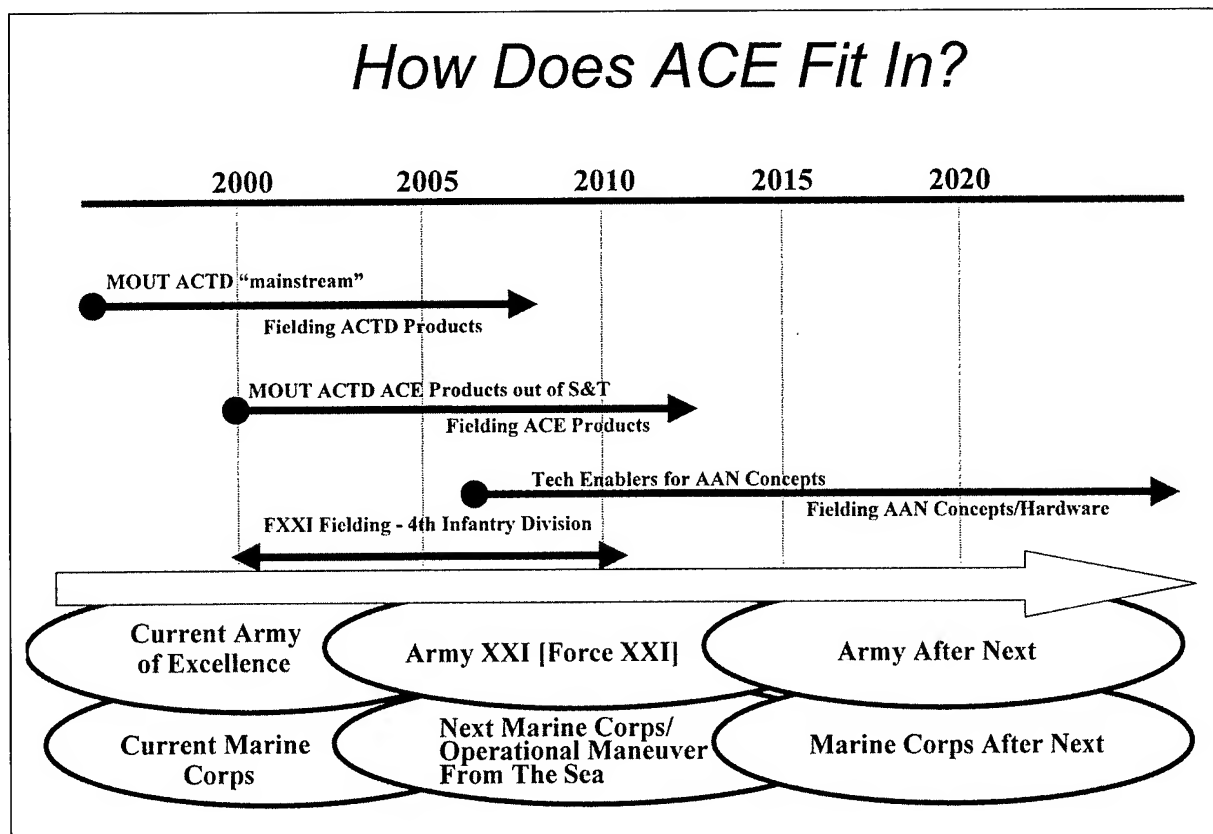 How Does ACE Fit In?
2000 2005 2010 2015 2020
MOUT ACTD “mainstream”
Fielding ACTD Products
MOUT ACTD ACE Products out of S&T
Fielding ACE Products
Tech Enablers for AAN Concepts
Fielding AAN Concepts/Hardware
FXXI Fielding - 4th Infantry Division
Current Army
of Excellence
Army XXI [Force XXI]
Army After Next
Current Marine
Corps
Next Marine Corps/
Operational Maneuver
From The Sea
Marine Corps After Next